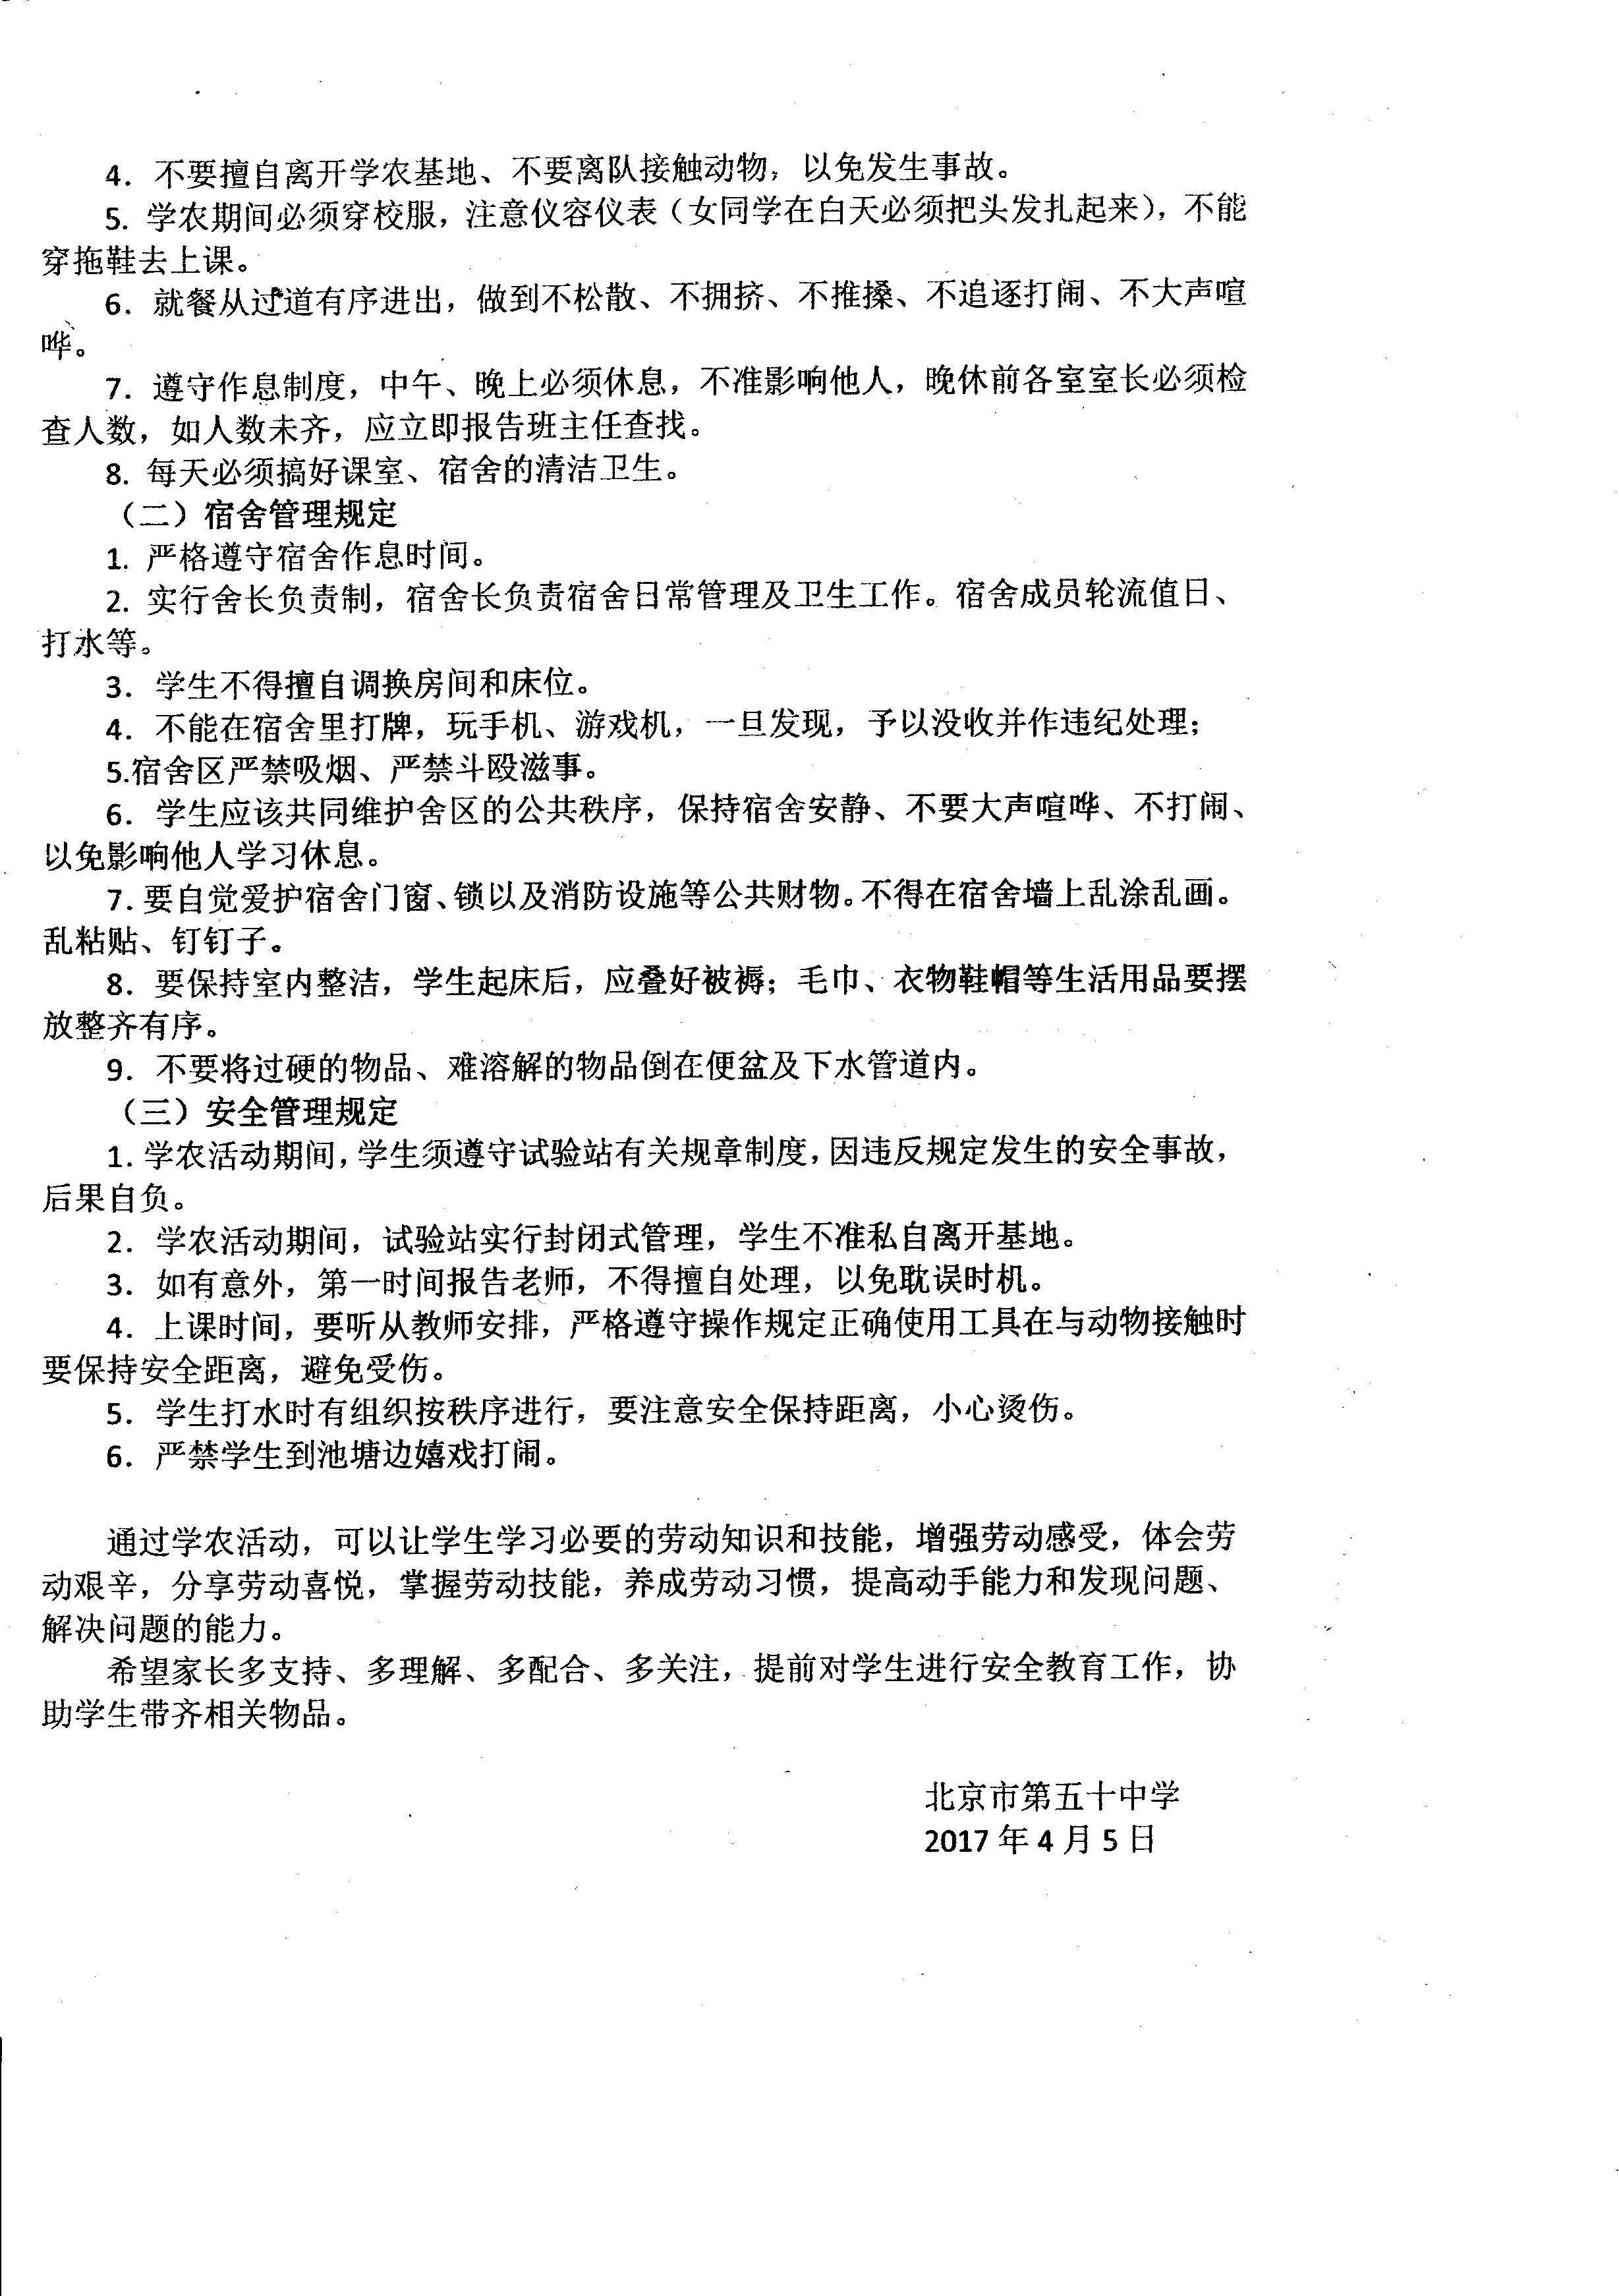 4. 不要擅自离开学农基地、不要离队接触动物，以免发生事故。
5. 学农期间必须穿校服，注意仪容仪表（女同学在白天必须把头发扎起来），不能
穿拖鞋去上课。
6. 就餐从过道有序进出，做到不松散、不拥挤、不推搡、不追逐打闹、不大声喧
哗。
7. 遵守作息制度，中午、晚上必须休息，不准影响他人，晚休前各室室长必须检
查人数，如人数未齐，应立即报告班主任查找。
8. 每天必须搞好课室、宿舍的清洁卫生。
（二）宿舍管理规定
1. 严格遵守宿舍作息时间。
2. 实行舍长负责制，宿舍长负责宿舍日常管理及卫生工作。宿舍成员轮流值日、
打水等。
3. 学生不得擅自调换房间和床位。
4. 不能在宿舍里打牌，玩手机、游戏机，一旦发现，予以没收并作违纪处理；
5.宿舍区严禁吸烟、严禁斗殴滋事。
6. 学生应该共同维护舍区的公共秩序，保持宿舍安静、不要大声喧哗、不打闹、
以免影响他人学习休息。
7.要自觉爱护宿舍门窗、锁以及消防设施等公共财物。不得在宿舍墙上乱涂乱画。
乱粘贴、钉钉子。
8. 要保持室内整洁，学生起床后，应叠好被褥；毛巾、衣物鞋帽等生活用品要摆
放整齐有序。
9. 不要将过硬的物品、难溶解的物品倒在便盆及下水管道内。
（三）安全管理规定
1. 学农活动期间，学生须遵守试验站有关规章制度，因违反规定发生的安全事故，
后果自负。
2. 学农活动期间，试验站实行封闭式管理，学生不准私自离开基地。
3. 如有意外，第一时间报告老师，不得擅自处理，以免耽误时机。
4. 上课时间，要听从教师安排，严格遵守操作规定正确使用工具在与动物接触时
要保持安全距离，避免受伤。
5. 学生打水时有组织按秩序进行，要注意安全保持距离，小心烫伤。
6. 严禁学生到池塘边嬉戏打闹。
通过学农活动，可以让学生学习必要的劳动知识和技能，增强劳动感受，体会劳
动艰辛，分享劳动喜悦，掌握劳动技能，养成劳动习惯，提高动手能力和发现问题、
解决问题的能力。
希望家长多支持、多理解、多配合、多关注，提前对学生进行安全教育工作，协
助学生带齐相关物品。
北京市第五十中学
2017 年 4 月 5 日